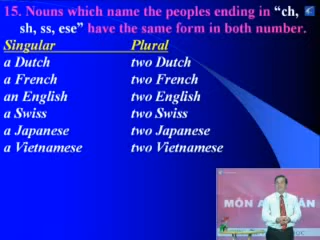 15. Nouns which name the peoples ending in “ch,
sh, ss, ese” have the same form in both number.
Singular Plural
a Dutch two Dutch
a French two French
an English two English
a Swiss two Swiss
a Japanese two Japanese
a Vietnamese two Vietnamese
MÔN